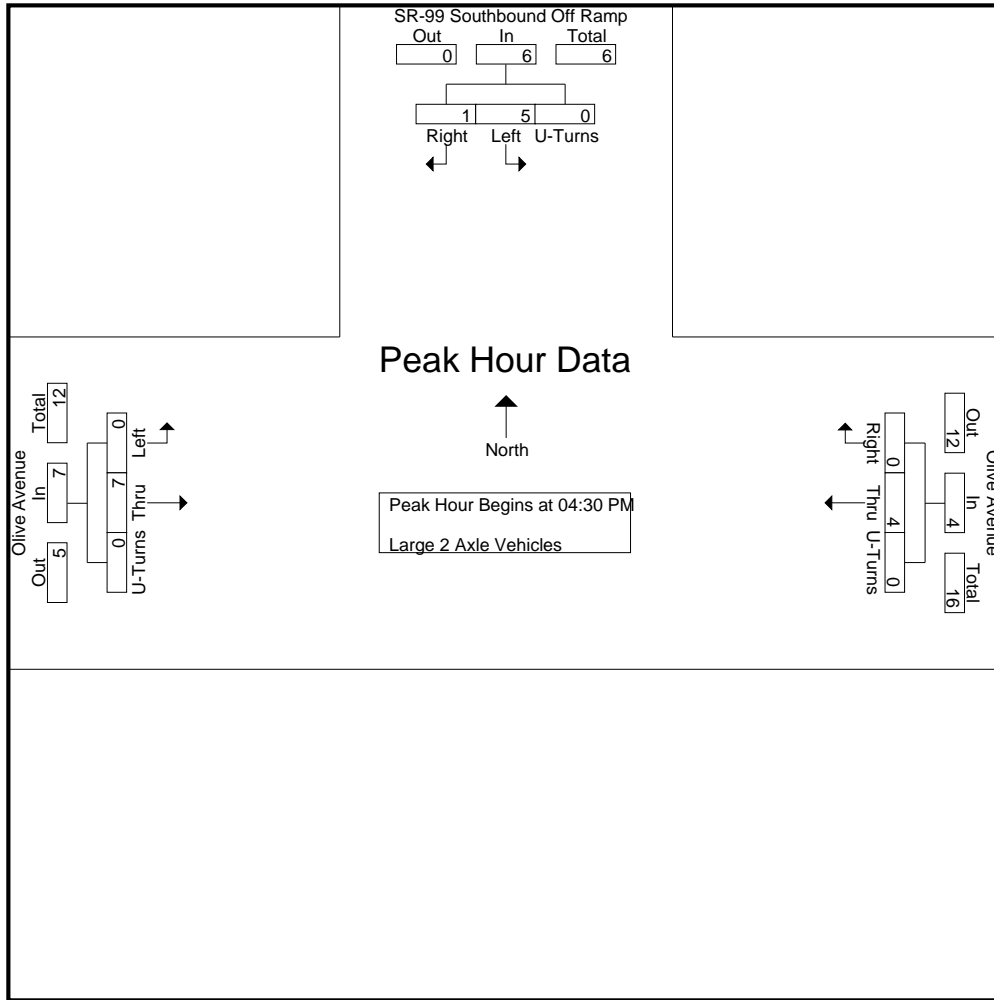 SR-99 Southbound Off Ramp
Out In Total
0 6 6
1 5 0
Right Left U-Turns
Peak Hour Data
North
Peak Hour Begins at 04:30 PM
Large 2 Axle Vehicles
Olive Avenue
Out In Total
5 7 12
0 7 0
U-Turns Thru Left
Olive Avenue
Out In Total
12 4 16
0 4 0
Right Thru U-Turns